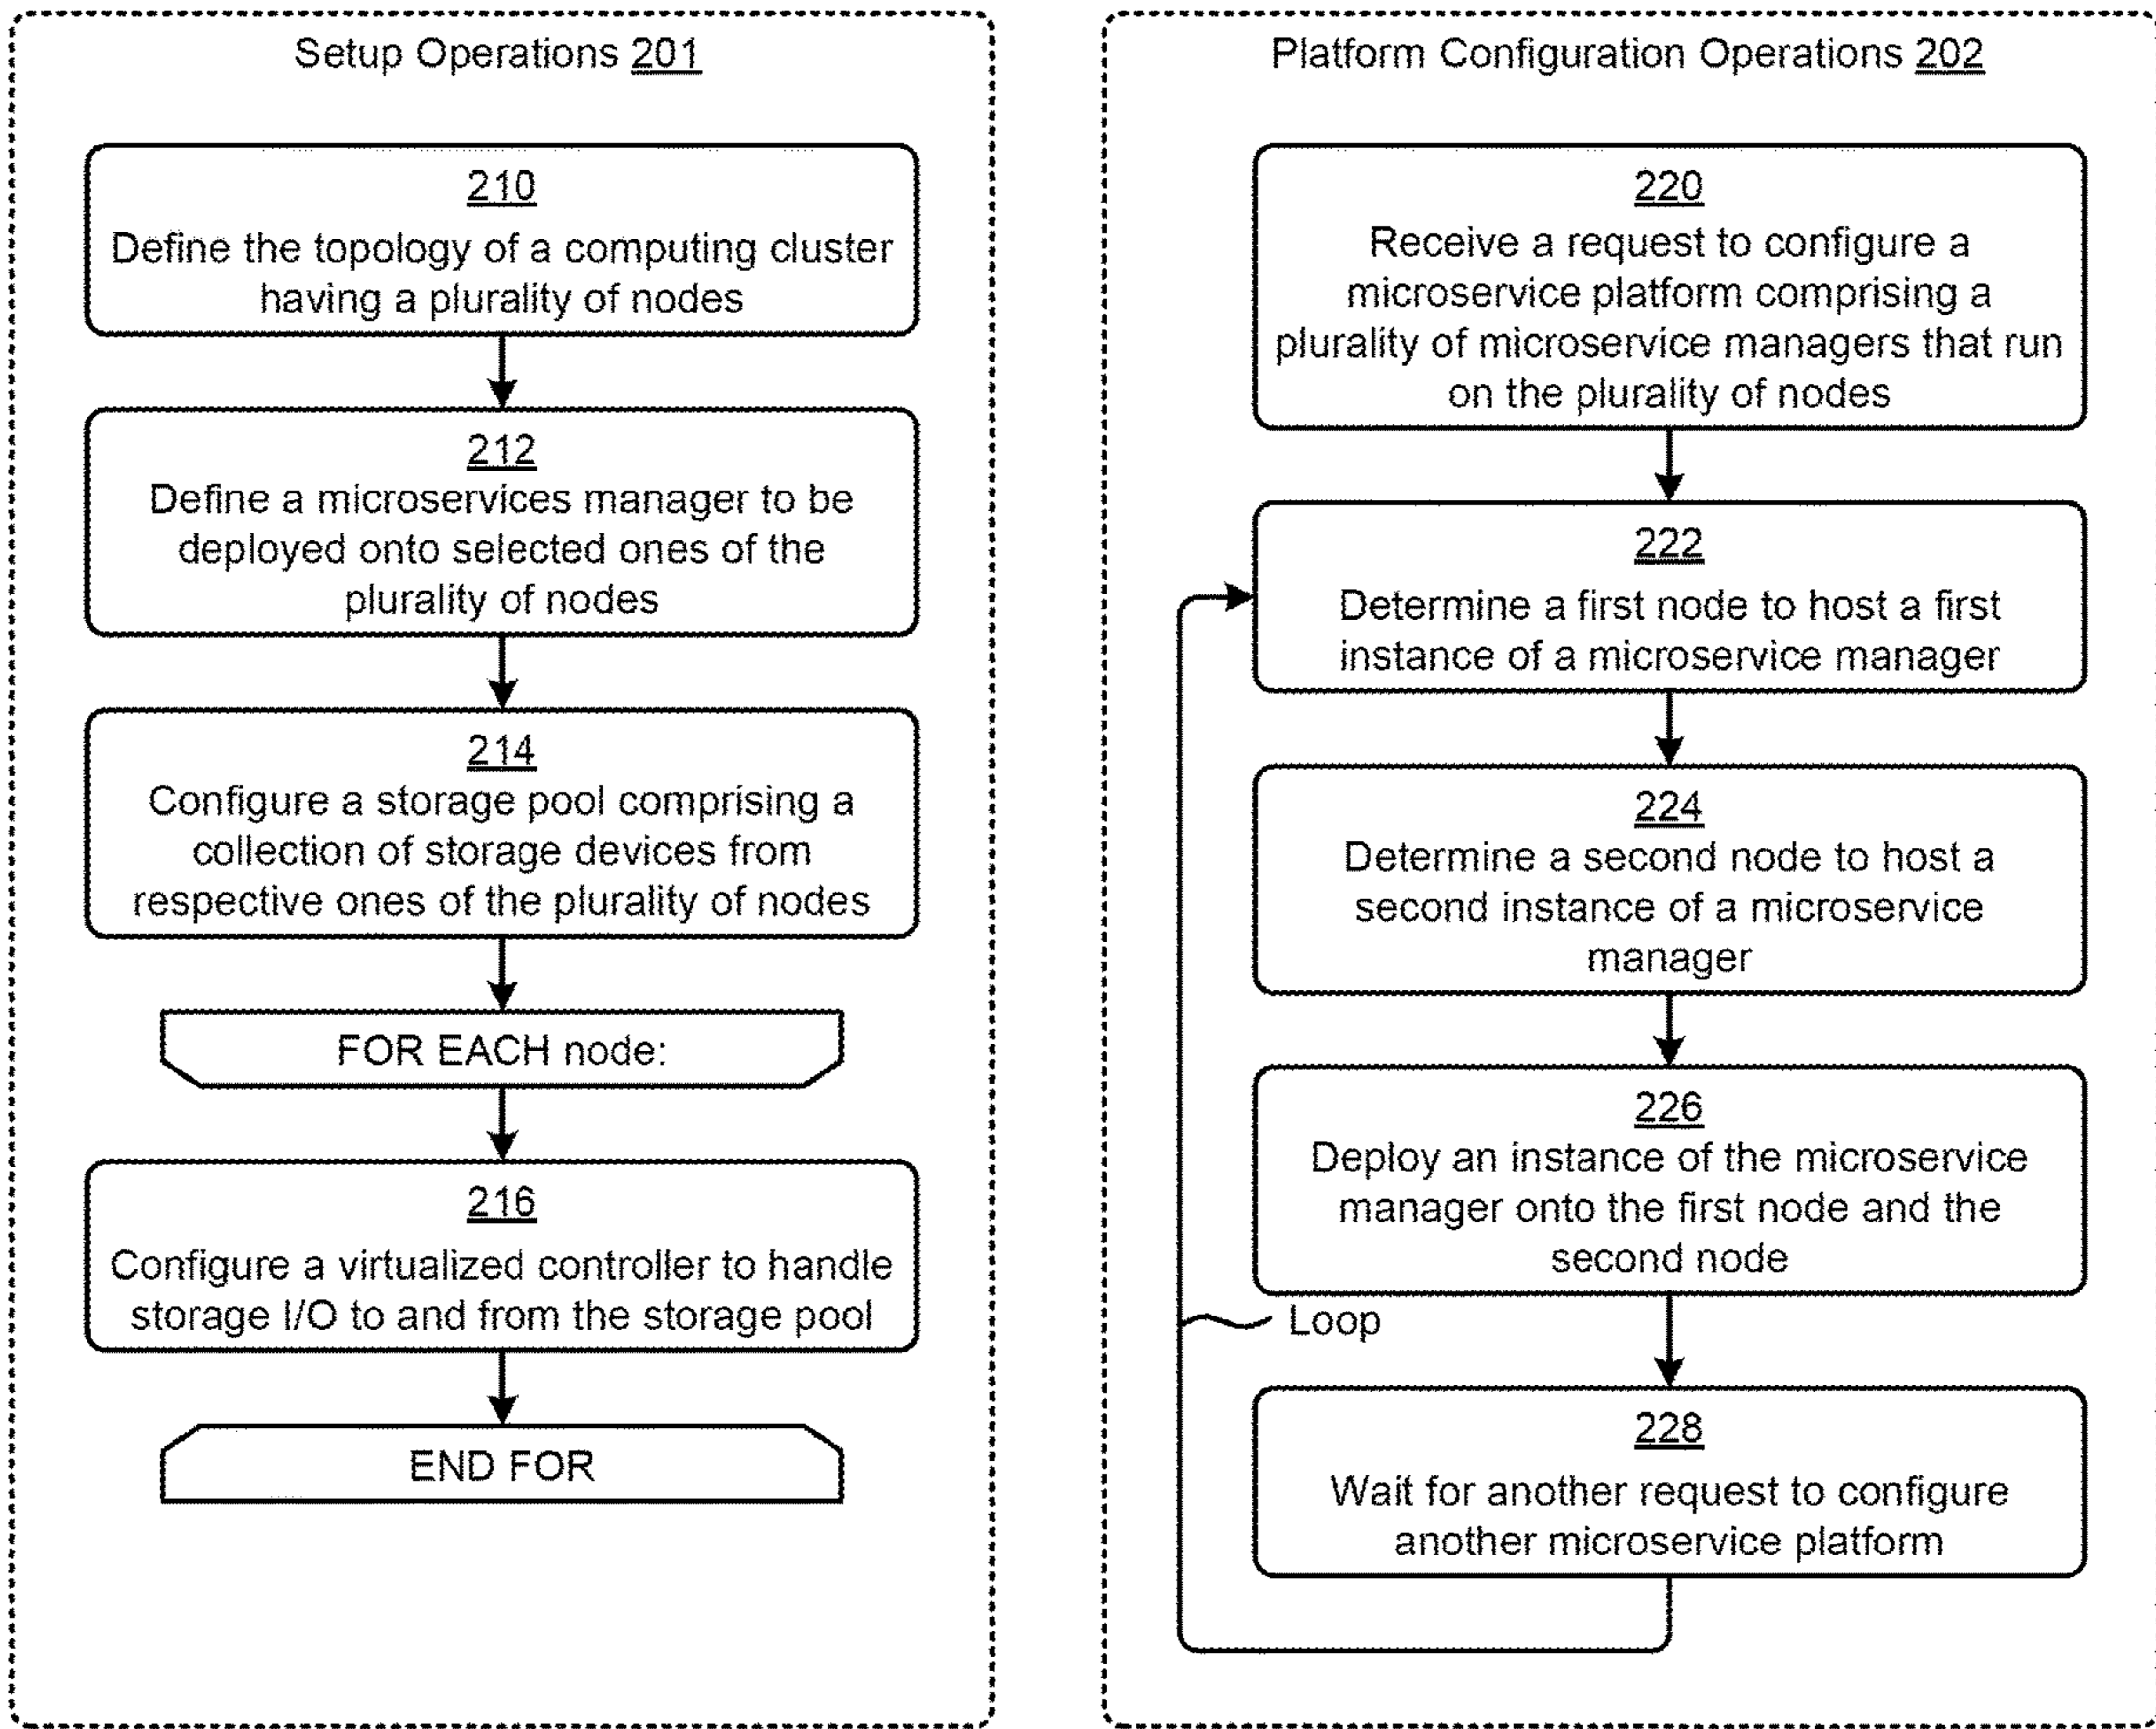 Setup Operations 201
210
Define the topology of a computing cluster
having a plurality of nodes
212
Define a microservices manager to be
deployed onto selected ones of the
plurality of nodes
214
Configure a storage pool comprising a
collection of storage devices from
respective ones of the plurality of nodes
FOR EACH node:
216
Configure a virtualized controller to handle
storage I/O to and from the storage pool
END FOR
Platform Configuration Operations 202
220
Receive a request to configure a
microservice platform comprising a
plurality of microservice managers that run
on the plurality of nodes
222
Determine a first node to host a first
instance of a microservice manager
224
Determine a second node to host a
second instance of a microservice
manager
226
Deploy an instance of the microservice
manager onto the first node and the
second node
Loop
228
Wait for another request to configure
another microservice platform